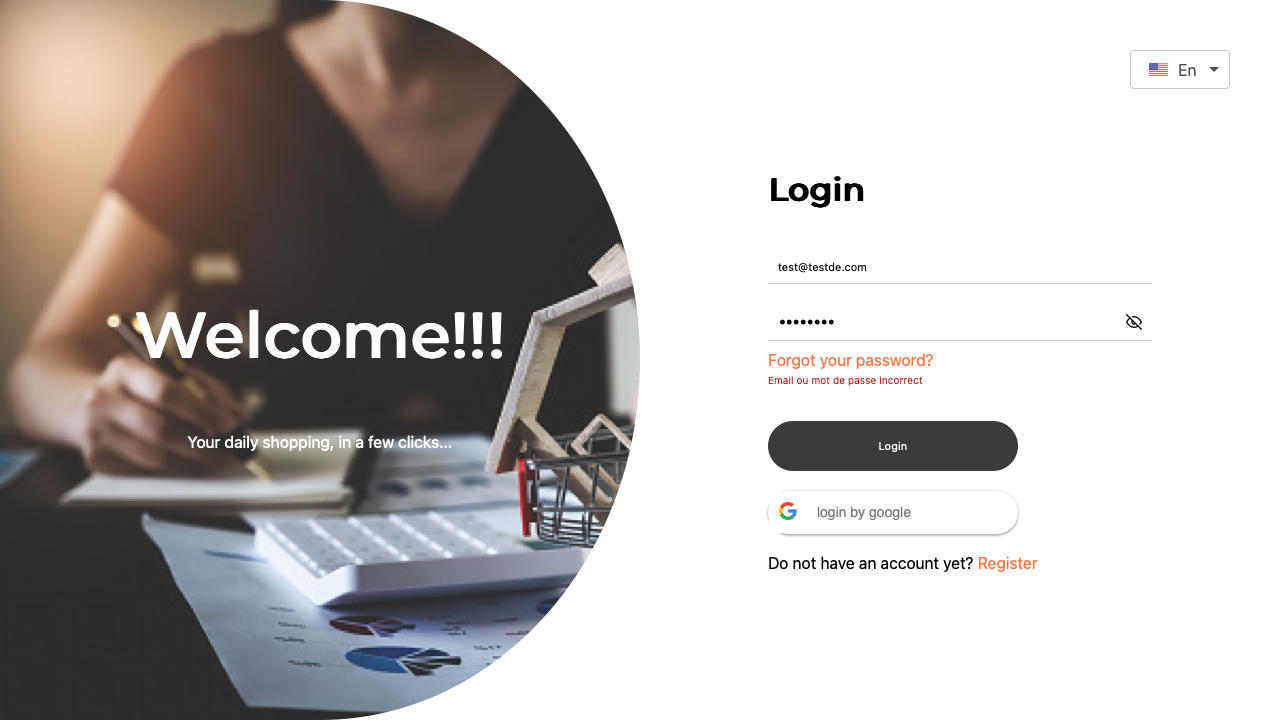 En
Login
test@testde.com
••••••••
Forgot your password?
Email ou mot de passe incorrect
Login
login by google
Do not have an account yet? Register
Welcome!!!
Your daily shopping, in a few clicks...